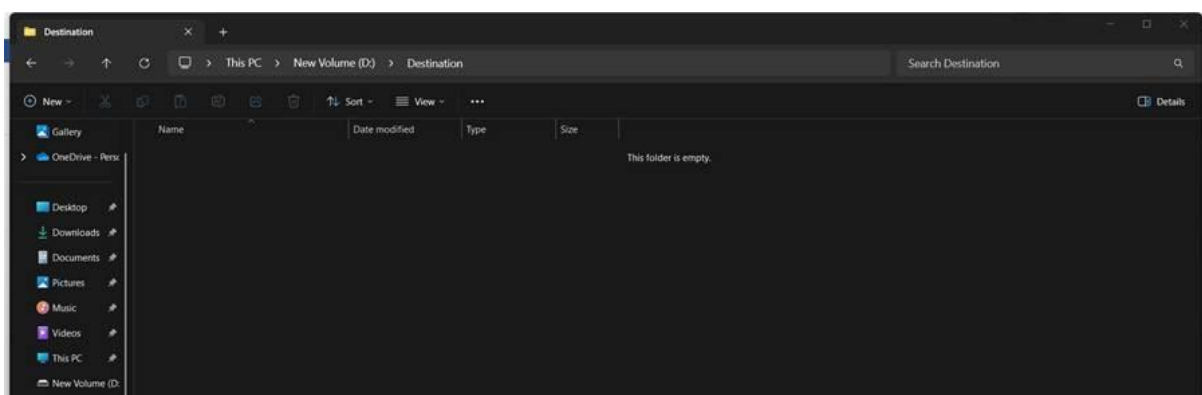 Destination
This PC > New Volume (D:) > Destination
Search Destination
New
Sort
View
Details
Gallery
Name
Date modified
Type
Size
OneDrive - Persc
This folder is empty.
Desktop
Downloads
Documents
Pictures
Music
Videos
This PC
New Volume (D: